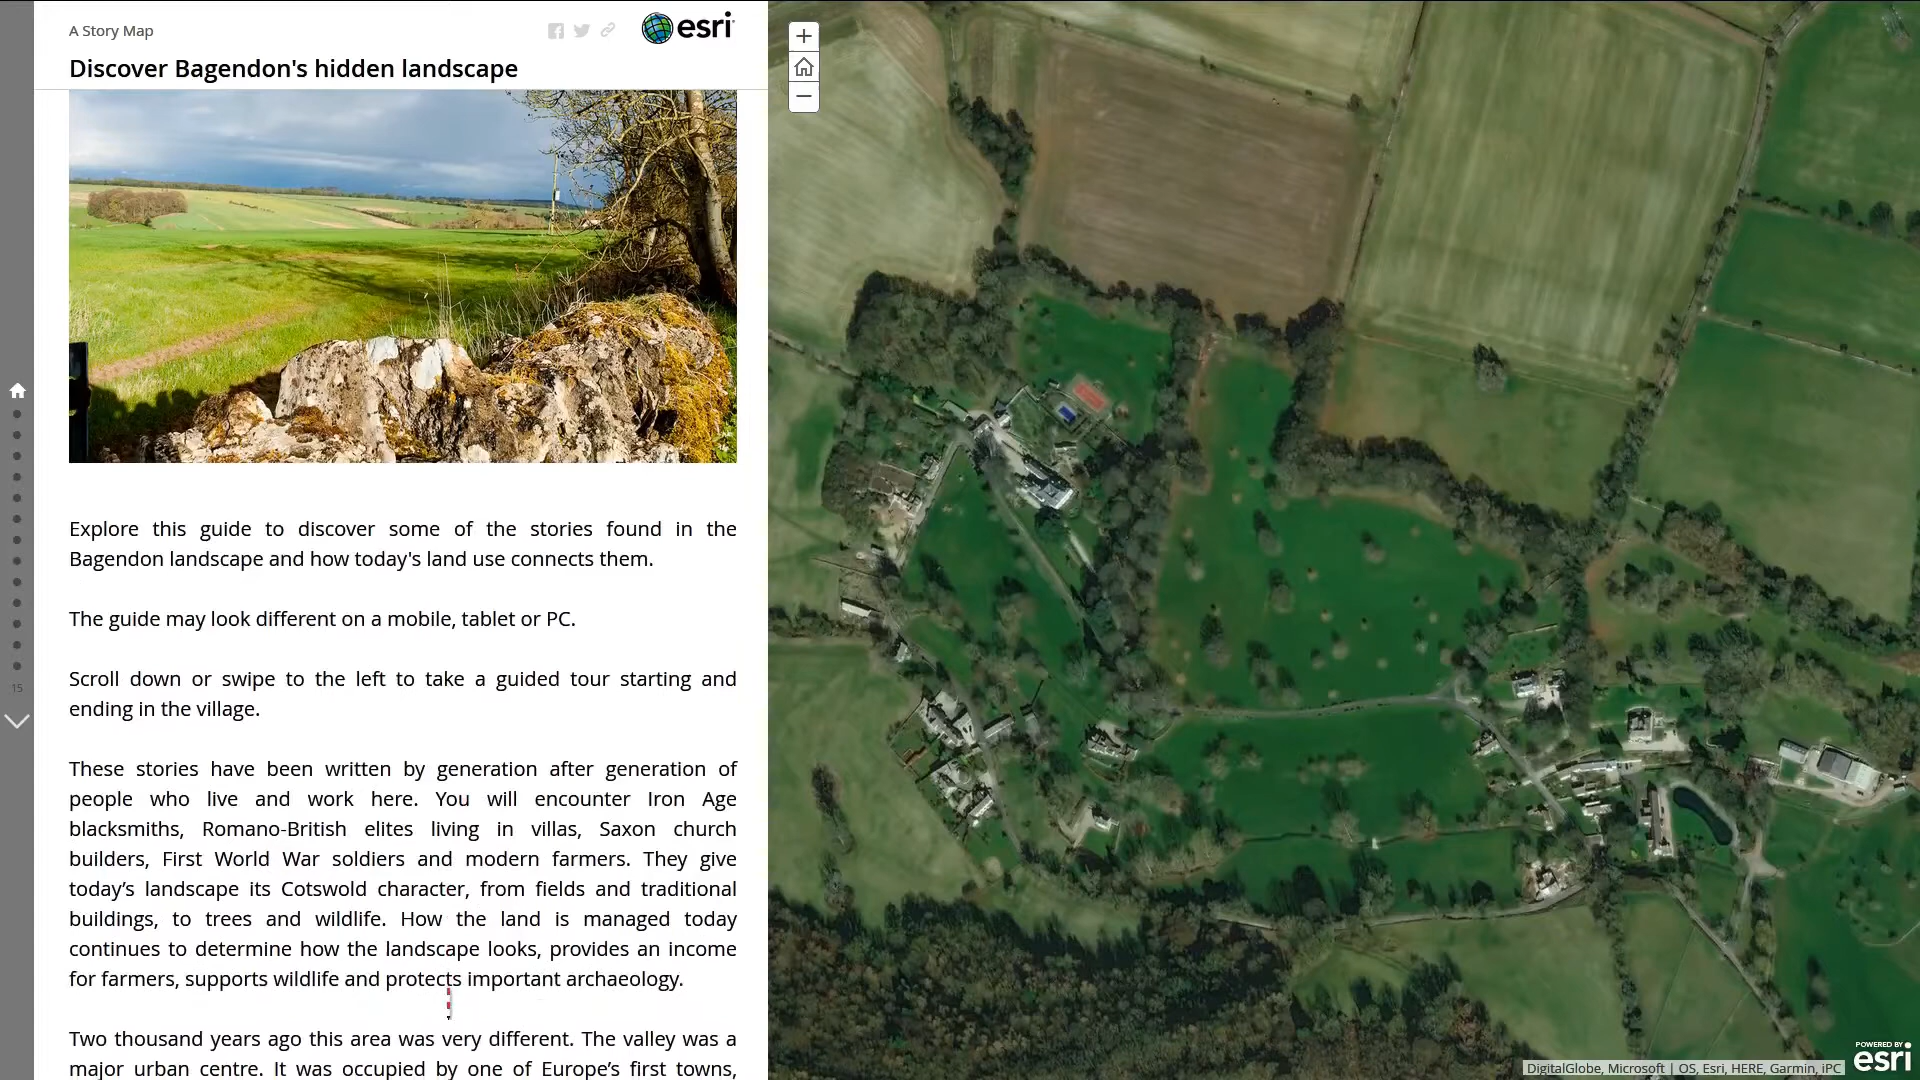 A Story Map
esri
Discover Bagendon's hidden landscape
Explore this guide to discover some of the stories found in the
Bagendon landscape and how today's land use connects them.
The guide may look different on a mobile, tablet or PC.
Scroll down or swipe to the left to take a guided tour starting and
ending in the village.
These stories have been written by generation after generation of
people who live and work here. You will encounter Iron Age
blacksmiths, Romano-British elites living in villas, Saxon church
builders, First World War soldiers and modern farmers. They give
today’s landscape its Cotswold character, from fields and traditional
buildings, to trees and wildlife. How the land is managed today
continues to determine how the landscape looks, provides an income
for farmers, supports wildlife and protects important archaeology.
Two thousand years ago this area was very different. The valley was a
major urban centre. It was occupied by one of Europe’s first towns,
15
POWERED BY
esri
DigitalGlobe, Microsoft | OS, Esri, HERE, Garmin, iPC